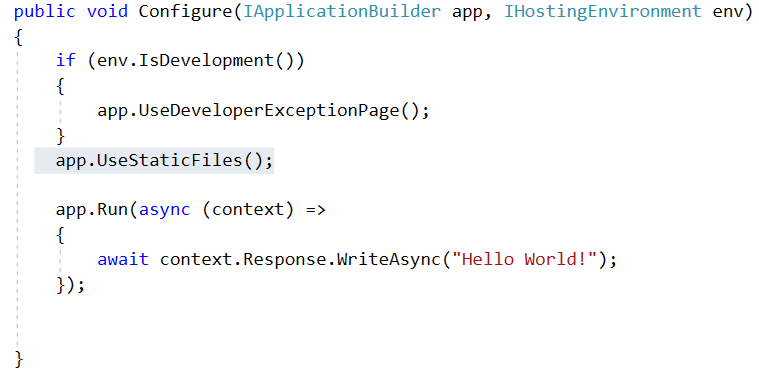 public void Configure(IApplicationBuilder app, IHostingEnvironment env)
{
    if (env.IsDevelopment())
    {
        app.UseDeveloperExceptionPage();
    }
    app.UseStaticFiles();

    app.Run(async (context) =>
    {
        await context.Response.WriteAsync("Hello World!");
    });


}